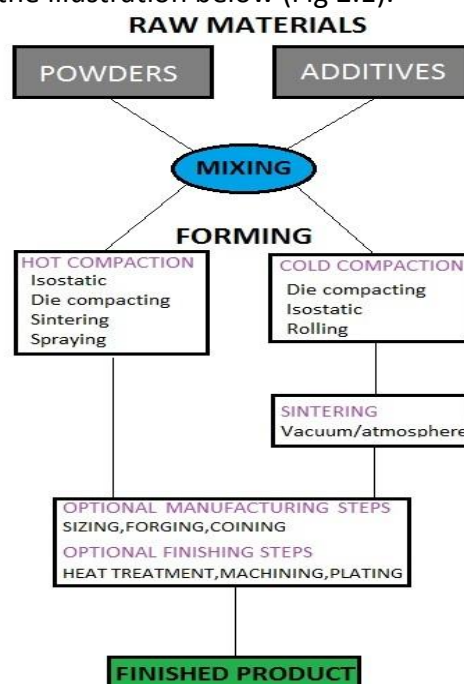 the illustration below (Fig 2.2).
RAW MATERIALS
POWDERS
ADDITIVES
MIXING
FORMING
HOT COMPACTION
Isostatic
Die compacting
Sintering
Spraying
COLD COMPACTION
Die compacting
Isostatic
Rolling
SINTERING
Vacuum/atmosphere
OPTIONAL MANUFACTURING STEPS
SIZING,FORGING,COINING
OPTIONAL FINISHING STEPS
HEAT TREATMENT,MACHINING,PLATING
FINISHED PRODUCT